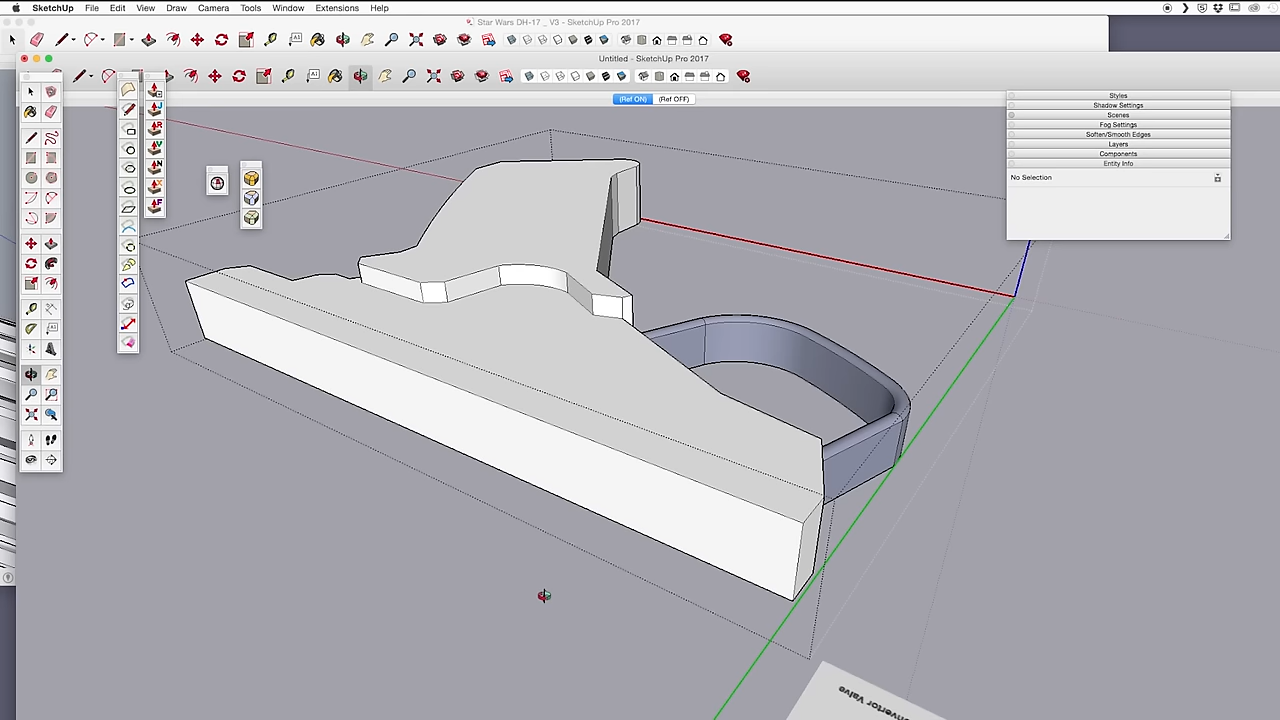 SketchUp File Edit View Draw Camera Tools Window Extensions Help
Star Wars DH-17 _ V3 - SketchUp Pro 2017
Untitled - SketchUp Pro 2017
(Ref ON) (Ref OFF)
Styles
Shadow Settings
Scenes
Fog Settings
Soften/Smooth Edges
Layers
Components
Entity Info
No Selection
onvertor Valve